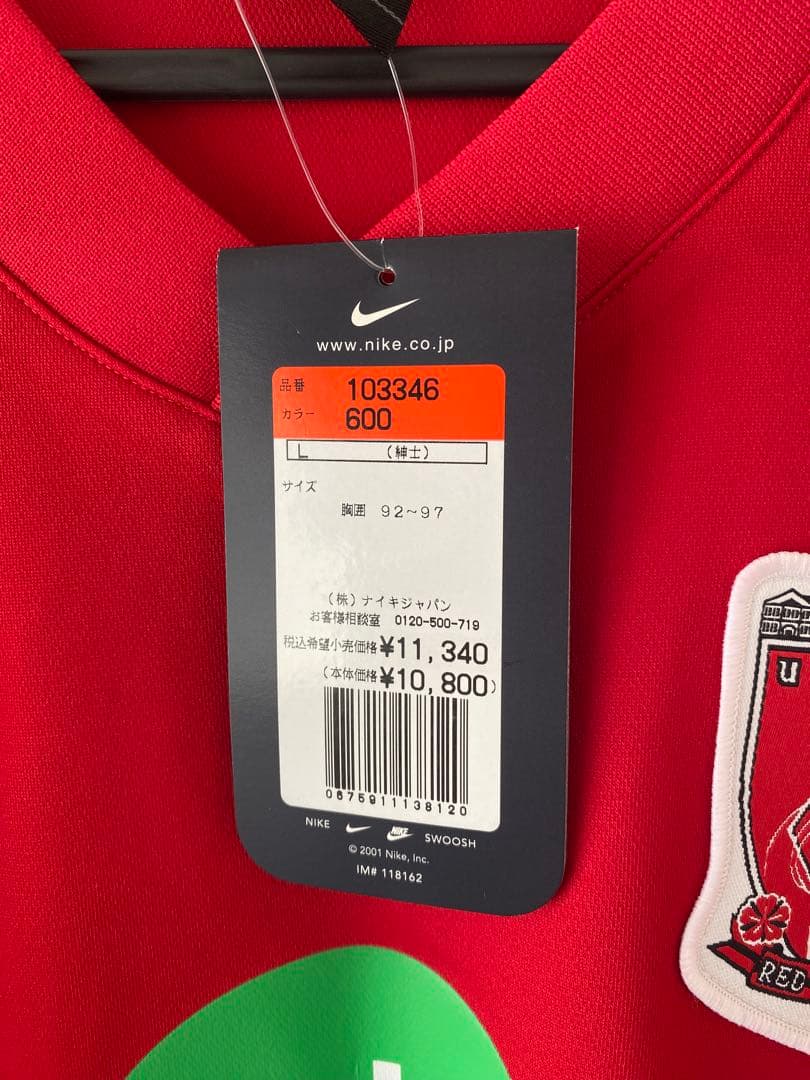 www.nike.co.jp
品番 103346
カラー 600
L (紳士)
サイズ
胸囲 92~97
(株)ナイキジャパン
お客様相談室 0120-500-719
税込希望小売価格¥11,340
(本体価格¥10,800)
0675911138120
NIKE NIKE SWOOSH
© 2001 Nike, Inc.
IM# 118162
U
RED